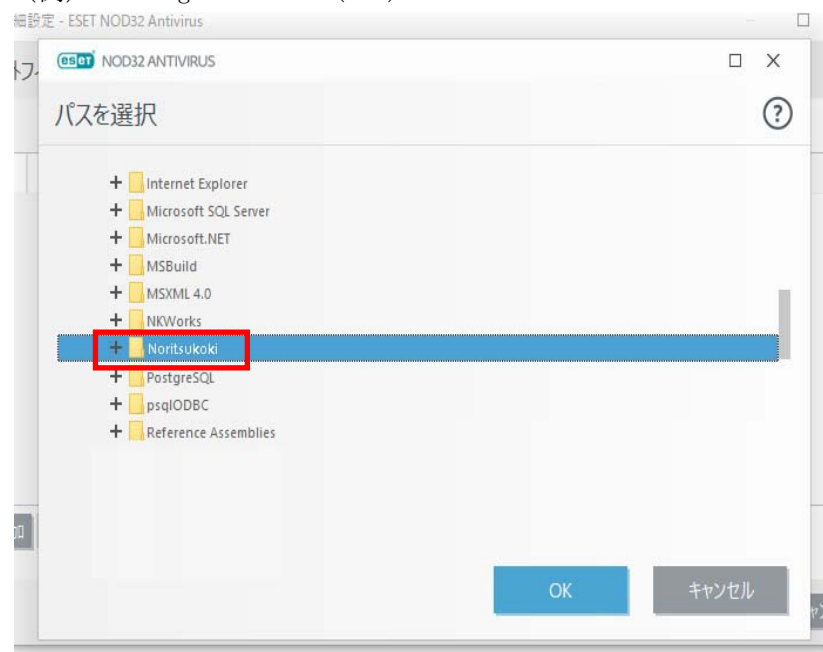 細設定 - ESET NOD32 Antivirus
eset NOD32 ANTIVIRUS
パスを選択
?
+ Internet Explorer
+ Microsoft SQL Server
+ Microsoft.NET
+ MSBuild
+ MSXML 4.0
+ NKWorks
+ Noritsukoki
+ PostgreSQL
+ psqlODBC
+ Reference Assemblies
加
OK キャンセル